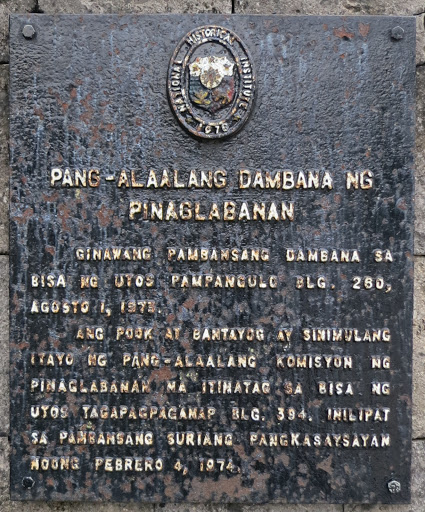 NATIONAL HISTORICAL INSTITUTE
1978
PANG-ALAALANG DAMBANA NG
PINAGLABANAN
GINAWANG PAMBANSANG DAMBANA SA
BISA NG UTOS PAMPANGULO BLG. 260,
AGOSTO 1, 1973.
ANG POOK AT BANTAYOG AY SINIMULANG
ITAYO NG PANG-ALAALANG KOMISYON NG
PINAGLABANAN NA ITINATAG SA BISA NG
UTOS TAGAPAGPAGANAP BLG. 394. INILIPAT
SA PAMBANSANG SURIANG PANGKASAYSAYAN
NOONG PEBRERO 4, 1974.